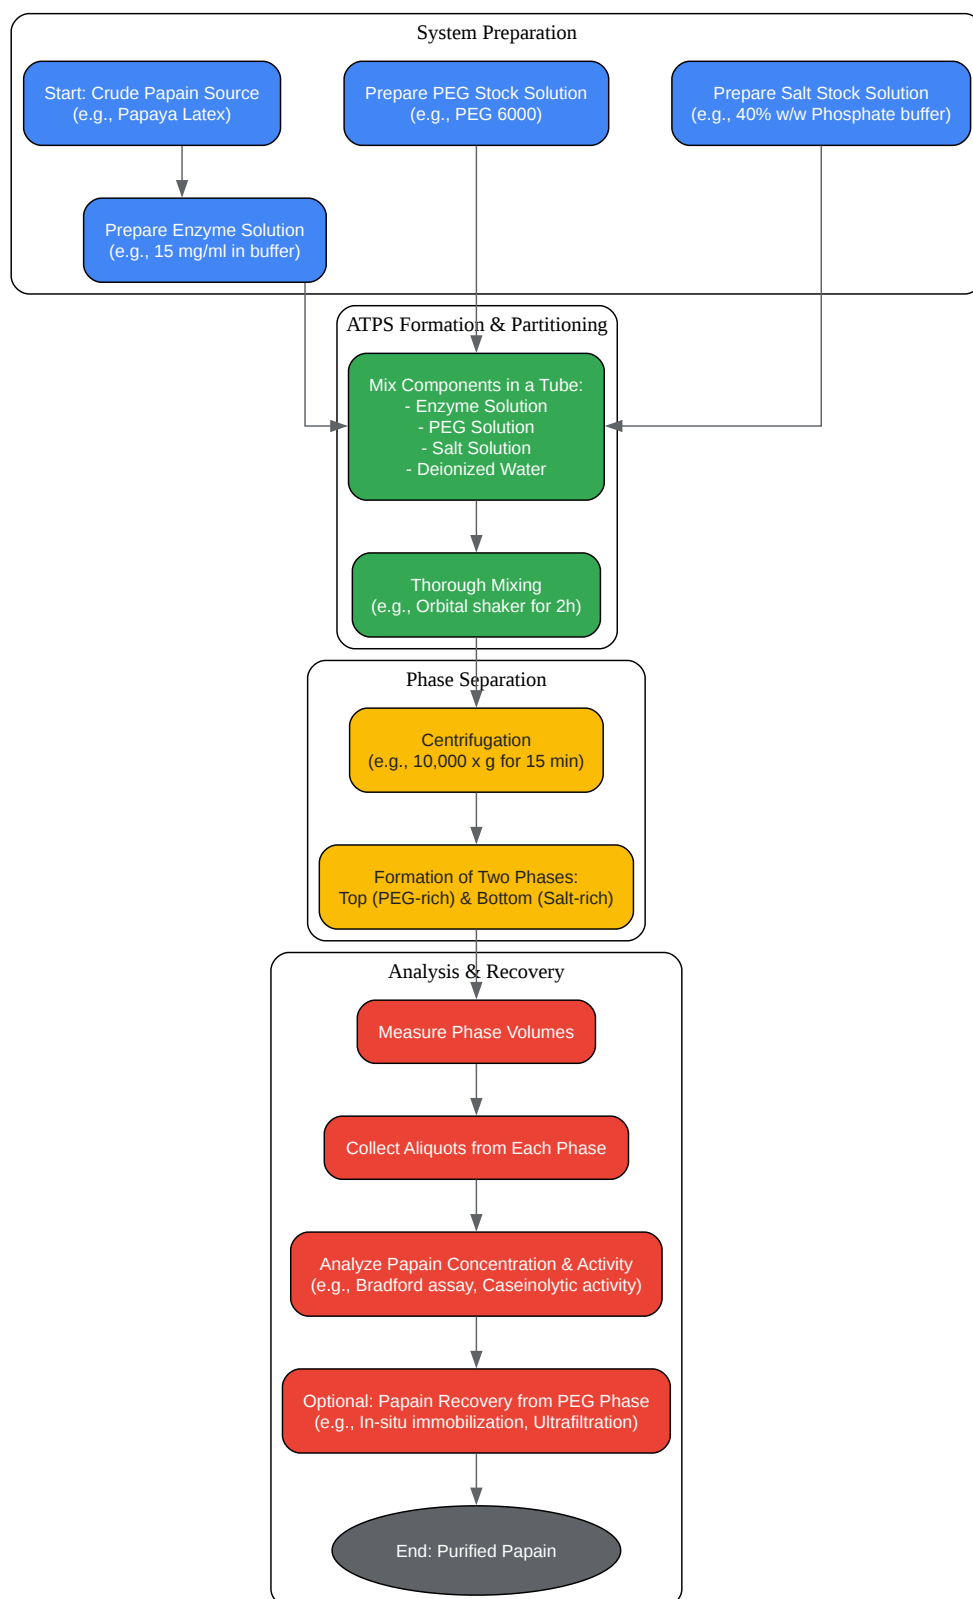 System Preparation
Start: Crude Papain Source
(e.g., Papaya Latex)
Prepare PEG Stock Solution
(e.g., PEG 6000)
Prepare Salt Stock Solution
(e.g., 40% w/w Phosphate buffer)
Prepare Enzyme Solution
(e.g., 15 mg/ml in buffer)
ATPS Formation & Partitioning
Mix Components in a Tube:
- Enzyme Solution
- PEG Solution
- Salt Solution
- Deionized Water
Thorough Mixing
(e.g., Orbital shaker for 2h)
Phase Separation
Centrifugation
(e.g., 10,000 x g for 15 min)
Formation of Two Phases:
Top (PEG-rich) & Bottom (Salt-rich)
Analysis & Recovery
Measure Phase Volumes
Collect Aliquots from Each Phase
Analyze Papain Concentration & Activity
(e.g., Bradford assay, Caseinolytic activity)
Optional: Papain Recovery from PEG Phase
(e.g., In-situ immobilization, Ultrafiltration)
End: Purified Papain